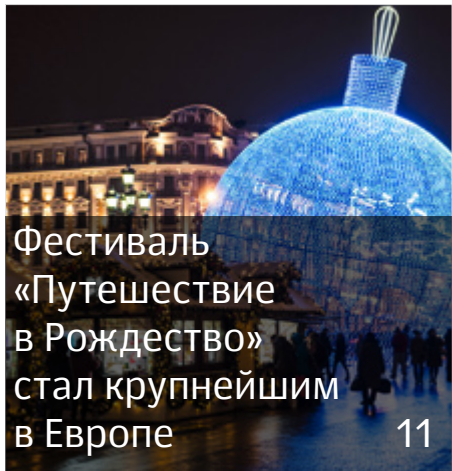 Фестиваль
«Путешествие
в Рождество»
стал крупнейшим
в Европе 11